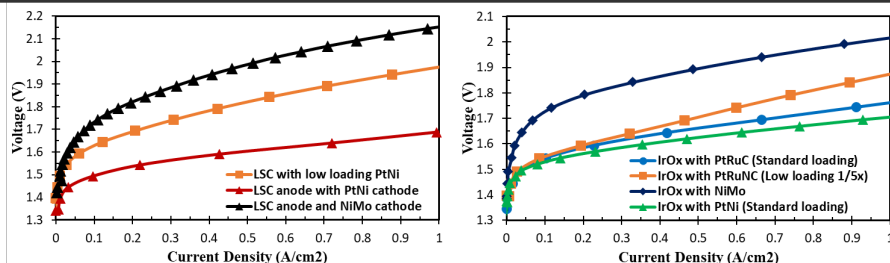 2.2
2.1
2
1.9
1.8
1.7
1.6
1.5
1.4
1.3
Voltage (V)
0 0.1 0.2 0.3 0.4 0.5 0.6 0.7 0.8 0.9 1
Current Density (A/cm2)
LSC with low loading PtNi
LSC anode with PtNi cathode
LSC anode and NiMo cathode
2.1
2
1.9
1.8
1.7
1.6
1.5
1.4
1.3
Voltage (V)
0 0.1 0.2 0.3 0.4 0.5 0.6 0.7 0.8 0.9 1
Current Density (A/cm2)
IrOx with PtRuC (Standard loading)
IrOx with PtRuNC (Low loading 1/5x)
IrOx with NiMo
IrOx with PtNi (Standard loading)